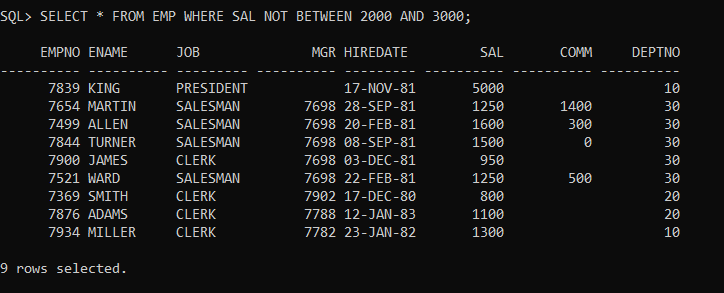 SQL> SELECT * FROM EMP WHERE SAL NOT BETWEEN 2000 AND 3000;
     EMPNO ENAME      JOB              MGR HIREDATE         SAL       COMM     DEPTNO
---------- ---------- --------- ---------- --------- ---------- ---------- ----------
      7839 KING       PRESIDENT            17-NOV-81       5000                    10
      7654 MARTIN     SALESMAN        7698 28-SEP-81       1250       1400         30
      7499 ALLEN      SALESMAN        7698 20-FEB-81       1600        300         30
      7844 TURNER     SALESMAN        7698 08-SEP-81       1500          0         30
      7900 JAMES      CLERK           7698 03-DEC-81        950                    30
      7521 WARD       SALESMAN        7698 22-FEB-81       1250        500         30
      7369 SMITH      CLERK           7902 17-DEC-80        800                    20
      7876 ADAMS      CLERK           7788 12-JAN-83       1100                    20
      7934 MILLER     CLERK           7782 23-JAN-82       1300                    10
9 rows selected.